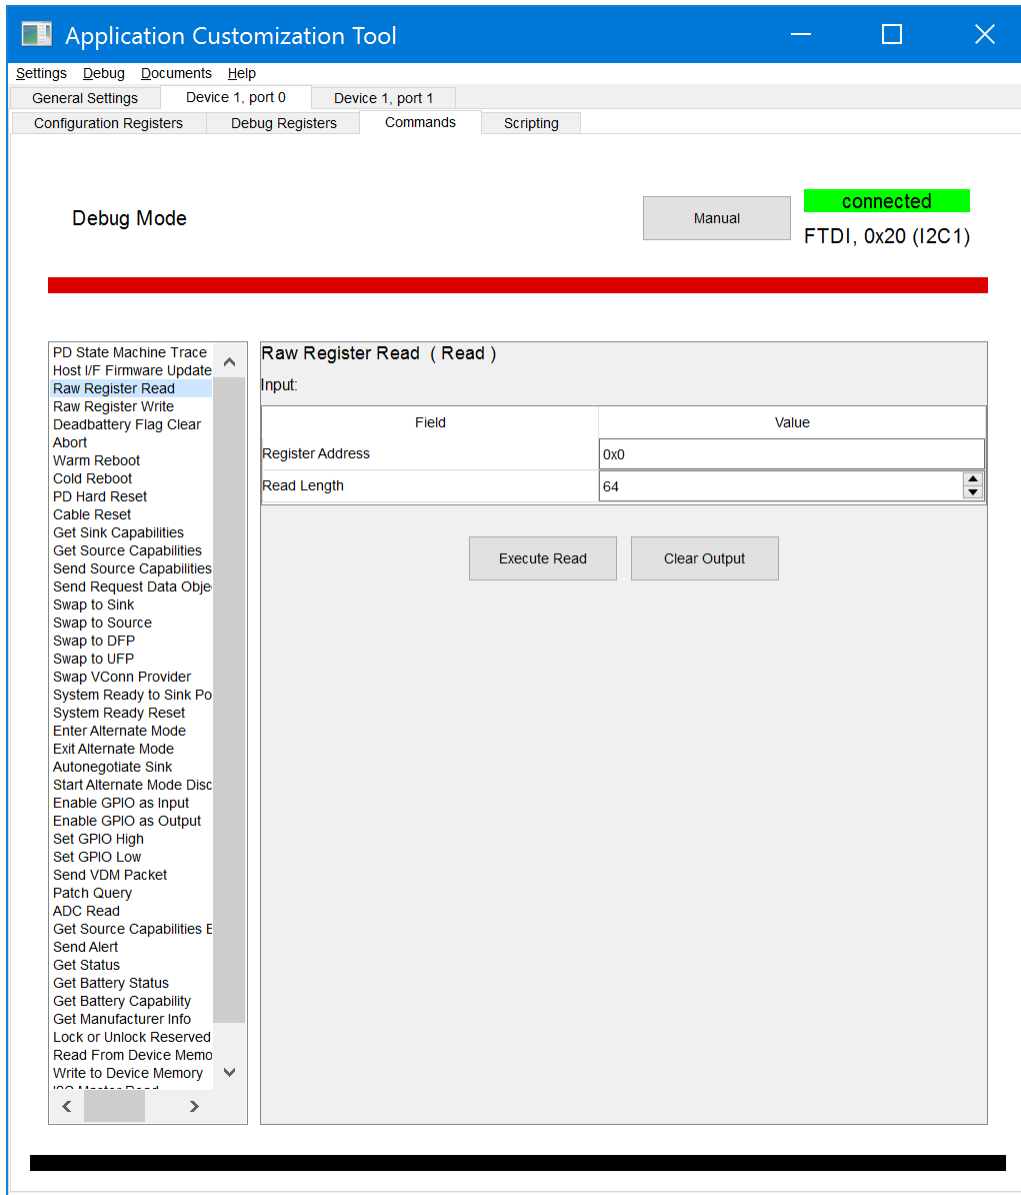 Application Customization Tool
Settings Debug Documents Help
General Settings Device 1, port 0 Device 1, port 1
Configuration Registers Debug Registers Commands Scripting
Debug Mode
Manual
connected
FTDI, 0x20 (I2C1)
PD State Machine Trace
Host I/F Firmware Update
Raw Register Read
Raw Register Write
Deadbattery Flag Clear
Abort
Warm Reboot
Cold Reboot
PD Hard Reset
Cable Reset
Get Sink Capabilities
Get Source Capabilities
Send Source Capabilities
Send Request Data Obje
Swap to Sink
Swap to Source
Swap to DFP
Swap to UFP
Swap VConn Provider
System Ready to Sink Po
System Ready Reset
Enter Alternate Mode
Exit Alternate Mode
Autonegotiate Sink
Start Alternate Mode Disc
Enable GPIO as Input
Enable GPIO as Output
Set GPIO High
Set GPIO Low
Send VDM Packet
Patch Query
ADC Read
Get Source Capabilities E
Send Alert
Get Status
Get Battery Status
Get Battery Capability
Get Manufacturer Info
Lock or Unlock Reserved
Read From Device Memo
Write to Device Memory
Raw Register Read ( Read )
Input:
Field Value
Register Address 0x0
Read Length 64
Execute Read Clear Output